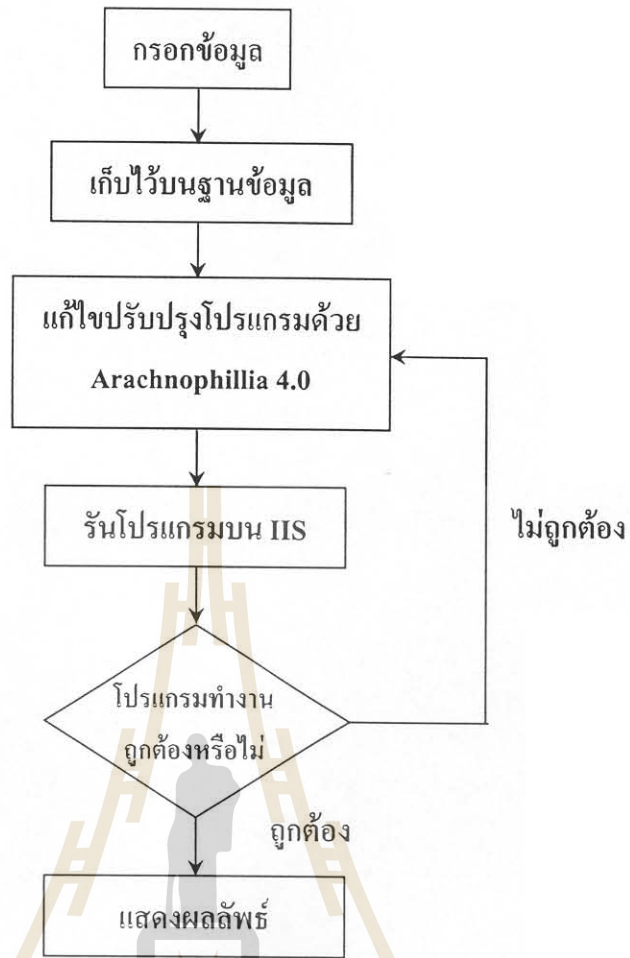 กรอกข้อมูล
เก็บไว้บนฐานข้อมูล
แก้ไขปรับปรุงโปรแกรมด้วย
Arachnophillia 4.0
รันโปรแกรมบน IIS
ไม่ถูกต้อง
โปรแกรมทำงาน
ถูกต้องหรือไม่
ถูกต้อง
แสดงผลลัพธ์